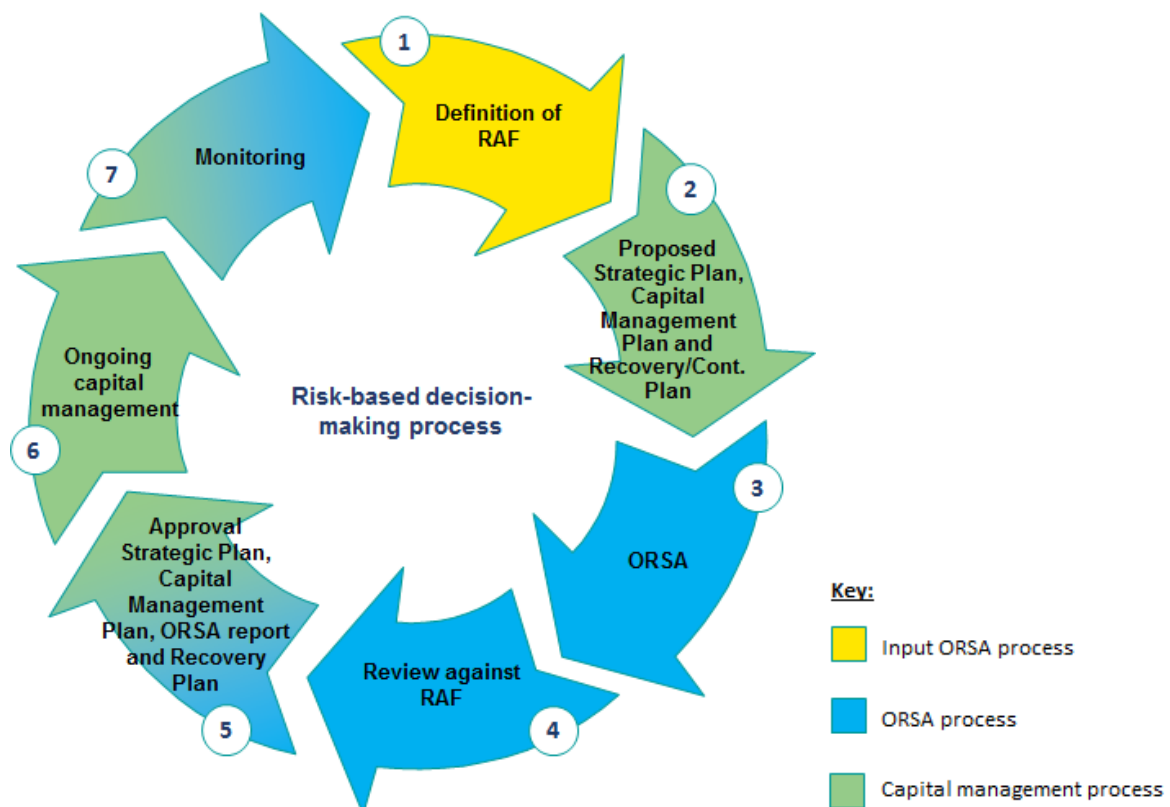 1
Definition of
RAF
2
Proposed
Strategic Plan,
Capital
Management
Plan and
Recovery/Cont.
Plan
3
ORSA
4
Review against
RAF
5
Approval
Strategic Plan,
Capital
Management
Plan, ORSA report
and Recovery
Plan
6
Ongoing
capital
management
7
Monitoring
Risk-based decision-
making process
Key:
Input ORSA process
ORSA process
Capital management process